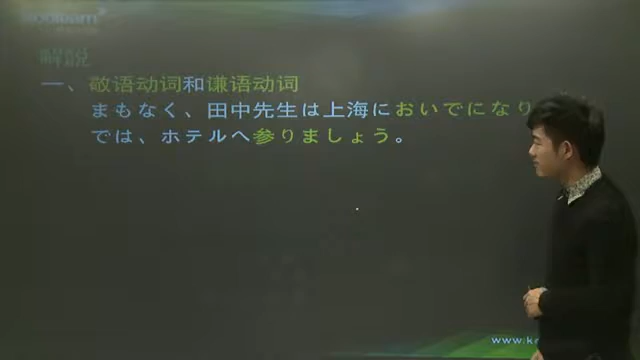 解説
一、敬语动词和谦语动词
まもなく、田中先生は上海においでになり
では、ホテルへ参りましょう。